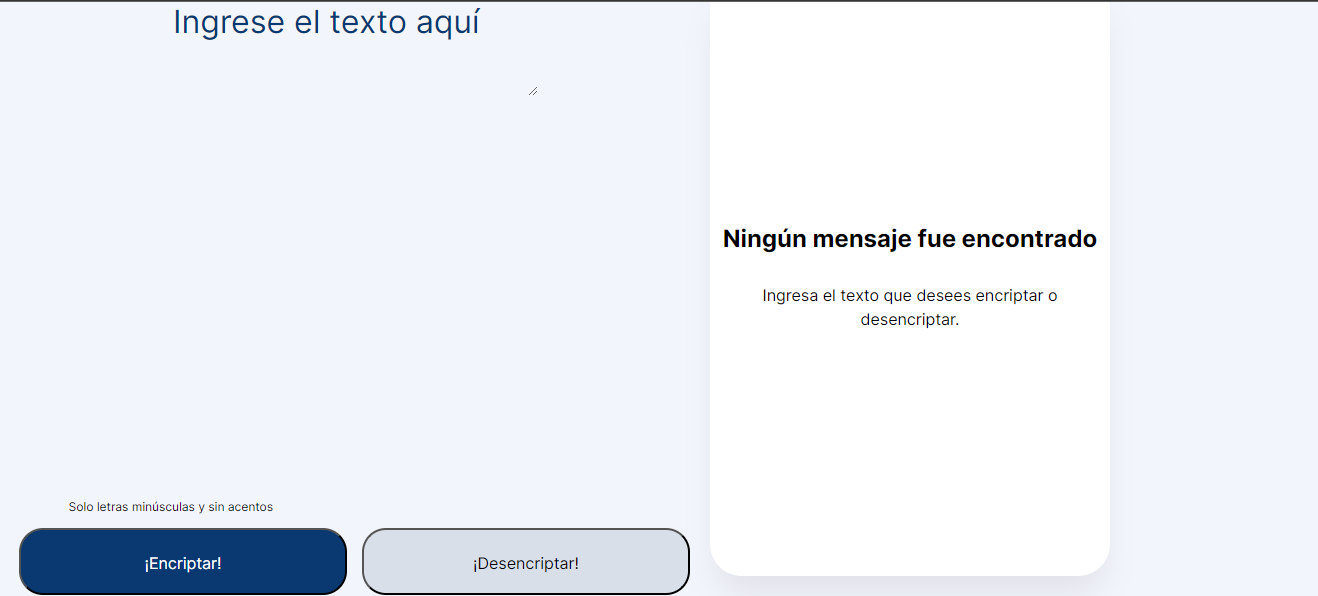 Ingrese el texto aquí
Ningún mensaje fue encontrado
Ingresa el texto que desees encriptar o
desencriptar.
Solo letras minúsculas y sin acentos
¡Encriptar!
¡Desencriptar!